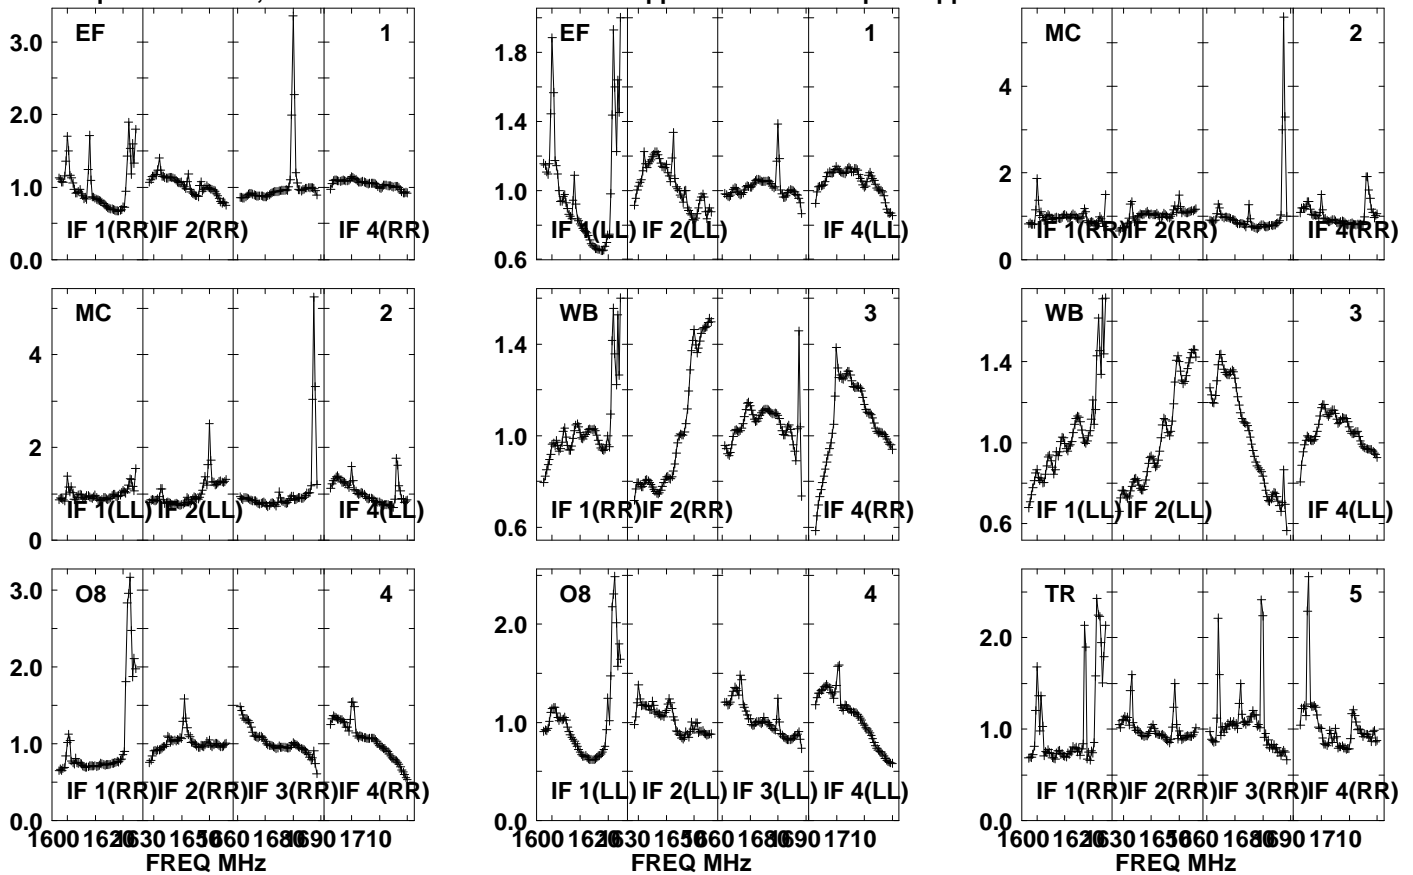 EF 1
3.0
2.0
1.0
0.0
IF 1(RR) IF 2(RR) IF 4(RR)
EF 1
1.8
1.4
1.0
0.6
IF 1(LL) IF 2(LL) IF 4(LL)
MC 2
4
2
0
IF 1(RR) IF 2(RR) IF 4(RR)
MC 2
4
2
0
IF 1(LL) IF 2(LL) IF 4(LL)
WB 3
1.4
1.0
0.6
IF 1(RR) IF 2(RR) IF 4(RR)
WB 3
1.4
1.0
0.6
IF 1(LL) IF 2(LL) IF 4(LL)
O8 4
3.0
2.0
1.0
0.0
IF 1(RR) IF 2(RR) IF 3(RR) IF 4(RR)
1600 1620 1630 1650 1660 1680 1690 1710
FREQ MHz
O8 4
2.0
1.0
0.0
IF 1(LL) IF 2(LL) IF 3(LL) IF 4(LL)
1600 1620 1630 1650 1660 1680 1690 1710
TR 5
2.0
1.0
0.0
IF 1(RR) IF 2(RR) IF 3(RR) IF 4(RR)
1600 1620 1630 1650 1660 1680 1690 1710
FREQ MHz